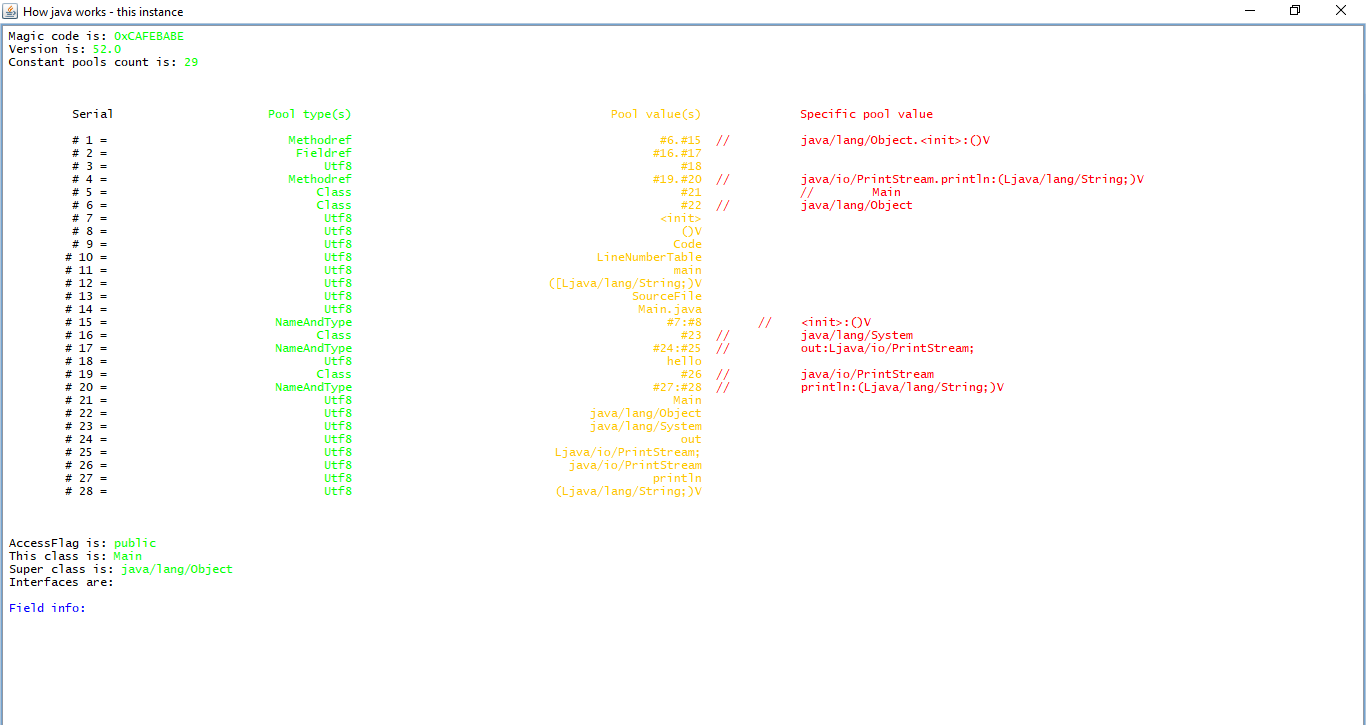 How java works - this instance
Magic code is: 0xCAFEBABE
Version is: 52.0
Constant pools count is: 29
Serial Pool type(s) Pool value(s) Specific pool value
# 1 = Methodref #6.#15 // java/lang/Object.<init>:()V
# 2 = Fieldref #16.#17
# 3 = Utf8 #18
# 4 = Methodref #19.#20 // java/io/PrintStream.println:(Ljava/lang/String;)V
# 5 = Class #21 // Main
# 6 = Class #22 // java/lang/Object
# 7 = Utf8 <init>
# 8 = Utf8 ()V
# 9 = Utf8 Code
# 10 = Utf8 LineNumberTable
# 11 = Utf8 main
# 12 = Utf8 ([Ljava/lang/String;)V
# 13 = Utf8 SourceFile
# 14 = Utf8 Main.java
# 15 = NameAndType #7:#8 // <init>:()V
# 16 = Class #23 // java/lang/System
# 17 = NameAndType #24:#25 // out:Ljava/io/PrintStream;
# 18 = Utf8 hello
# 19 = Class #26 // java/io/PrintStream
# 20 = NameAndType #27:#28 // println:(Ljava/lang/String;)V
# 21 = Utf8 Main
# 22 = Utf8 java/lang/Object
# 23 = Utf8 java/lang/System
# 24 = Utf8 out
# 25 = Utf8 Ljava/io/PrintStream;
# 26 = Utf8 java/io/PrintStream
# 27 = Utf8 println
# 28 = Utf8 (Ljava/lang/String;)V
AccessFlag is: public
This class is: Main
Super class is: java/lang/Object
Interfaces are:
Field info: